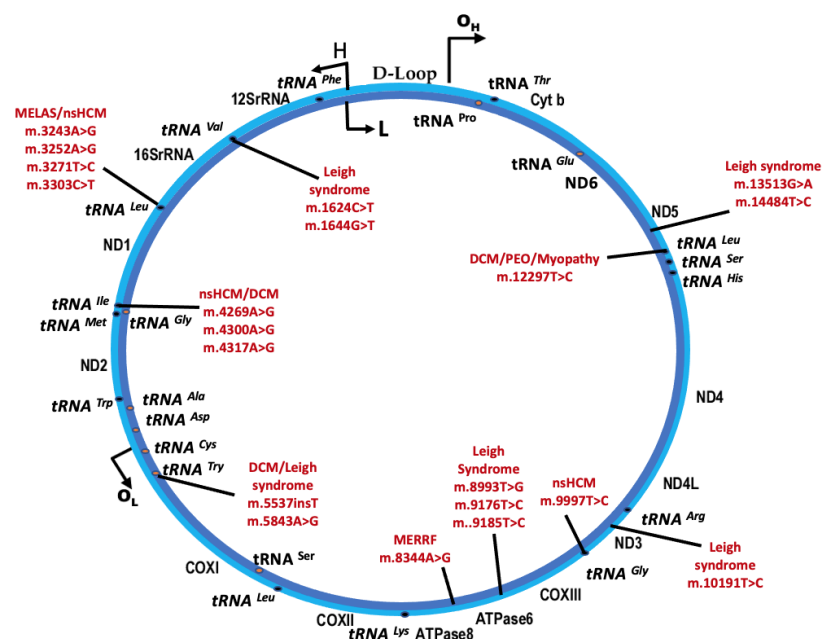 O_H
H
D-Loop
tRNA Phe
tRNA Thr
12SrRNA
Cyt b
MELAS/nsHCM
m.3243A>G
m.3252A>G
m.3271T>C
m.3303C>T
tRNA Val
L
tRNA Pro
16SrRNA
tRNA Glu
ND6
Leigh
syndrome
m.1624C>T
m.1644G>T
Leigh syndrome
m.13513G>A
m.14484T>C
tRNA Leu
ND5
ND1
DCM/PEO/Myopathy
m.12297T>C
tRNA Leu
tRNA Ser
tRNA His
nsHCM/DCM
m.4269A>G
m.4300A>G
m.4317A>G
tRNA Ile
tRNA Met
tRNA Gly
ND2
ND4
tRNA Trp
tRNA Ala
tRNA Asp
tRNA Cys
tRNA Try
O_L
DCM/Leigh
syndrome
m.5537insT
m.5843A>G
Leigh
Syndrome
m.8993T>G
m.9176T>C
m..9185T>C
nsHCM
m.9997T>C
ND4L
tRNA Arg
ND3
MERRF
m.8344A>G
Leigh
syndrome
m.10191T>C
tRNA Ser
COXI
tRNA Gly
tRNA Leu
COXIII
COXII
ATPase6
tRNA Lys
ATPase8